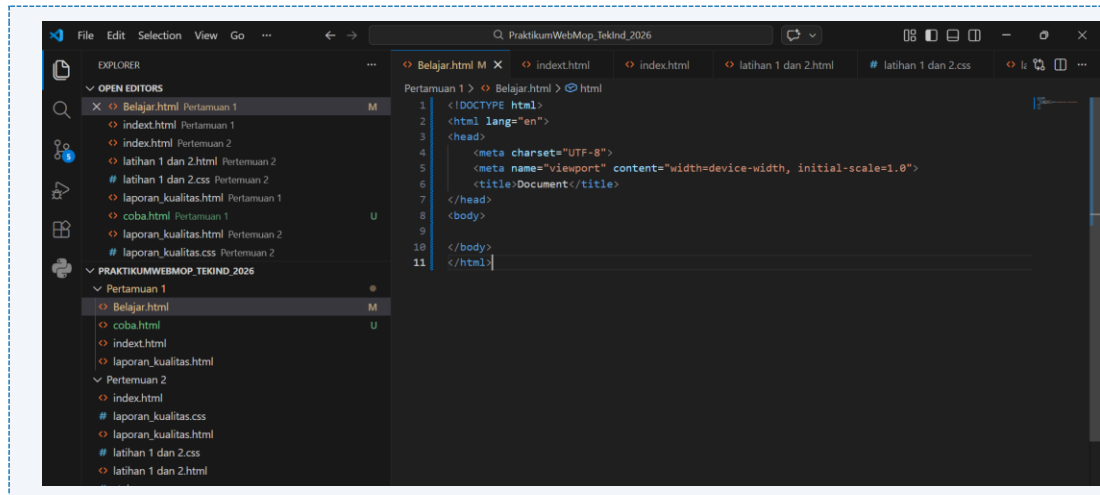 File Edit Selection View Go ··· PraktikumWebMop_TekInd_2026
EXPLORER ···
OPEN EDITORS
Belajar.html Pertamuan 1 M
indext.html Pertamuan 1
index.html Pertemuan 2
latihan 1 dan 2.html Pertemuan 2
# latihan 1 dan 2.css Pertemuan 2
laporan_kualitas.html Pertamuan 1
coba.html Pertamuan 1 U
laporan_kualitas.html Pertemuan 2
# laporan_kualitas.css Pertemuan 2
5
PRAKTIKUMWEBMOP_TEKIND_2026
Pertamuan 1
Belajar.html M
coba.html U
indext.html
laporan_kualitas.html
Pertemuan 2
index.html
# laporan_kualitas.css
laporan_kualitas.html
# latihan 1 dan 2.css
latihan 1 dan 2.html
Belajar.html M indext.html index.html latihan 1 dan 2.html # latihan 1 dan 2.css
Pertamuan 1 > Belajar.html > html
1 <!DOCTYPE html>
2 <html lang="en">
3 <head>
4 <meta charset="UTF-8">
5 <meta name="viewport" content="width=device-width, initial-scale=1.0">
6 <title>Document</title>
7 </head>
8 <body>
9
10 </body>
11 </html>